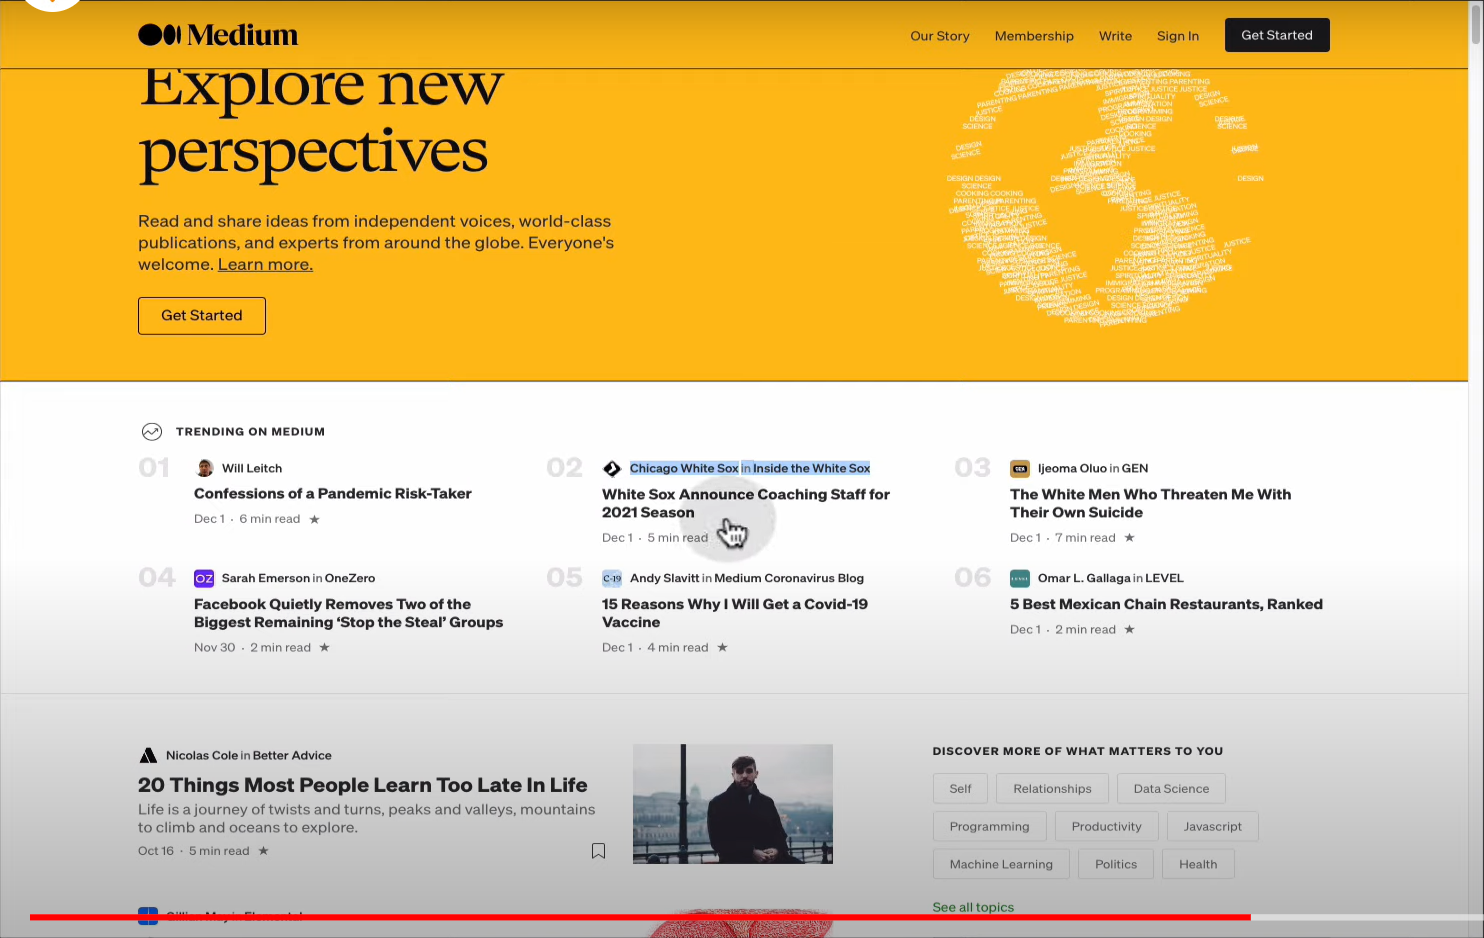 Medium
Our Story
Membership
Write
Sign In
Get Started
Explore new
perspectives
Read and share ideas from independent voices, world-class
publications, and experts from around the globe. Everyone's
welcome. Learn more.
Get Started
TRENDING ON MEDIUM
01
Will Leitch
Confessions of a Pandemic Risk-Taker
Dec 1 · 6 min read ★
02
Chicago White Sox in Inside the White Sox
White Sox Announce Coaching Staff for
2021 Season
Dec 1 · 5 min read
03
GEN
Ijeoma Oluo in GEN
The White Men Who Threaten Me With
Their Own Suicide
Dec 1 · 7 min read ★
04
OZ
Sarah Emerson in OneZero
Facebook Quietly Removes Two of the
Biggest Remaining ‘Stop the Steal’ Groups
Nov 30 · 2 min read ★
05
C-19
Andy Slavitt in Medium Coronavirus Blog
15 Reasons Why I Will Get a Covid-19
Vaccine
Dec 1 · 4 min read ★
06
Omar L. Gallaga in LEVEL
5 Best Mexican Chain Restaurants, Ranked
Dec 1 · 2 min read ★
Nicolas Cole in Better Advice
20 Things Most People Learn Too Late In Life
Life is a journey of twists and turns, peaks and valleys, mountains
to climb and oceans to explore.
Oct 16 · 5 min read ★
DISCOVER MORE OF WHAT MATTERS TO YOU
Self
Relationships
Data Science
Programming
Productivity
Javascript
Machine Learning
Politics
Health
See all topics